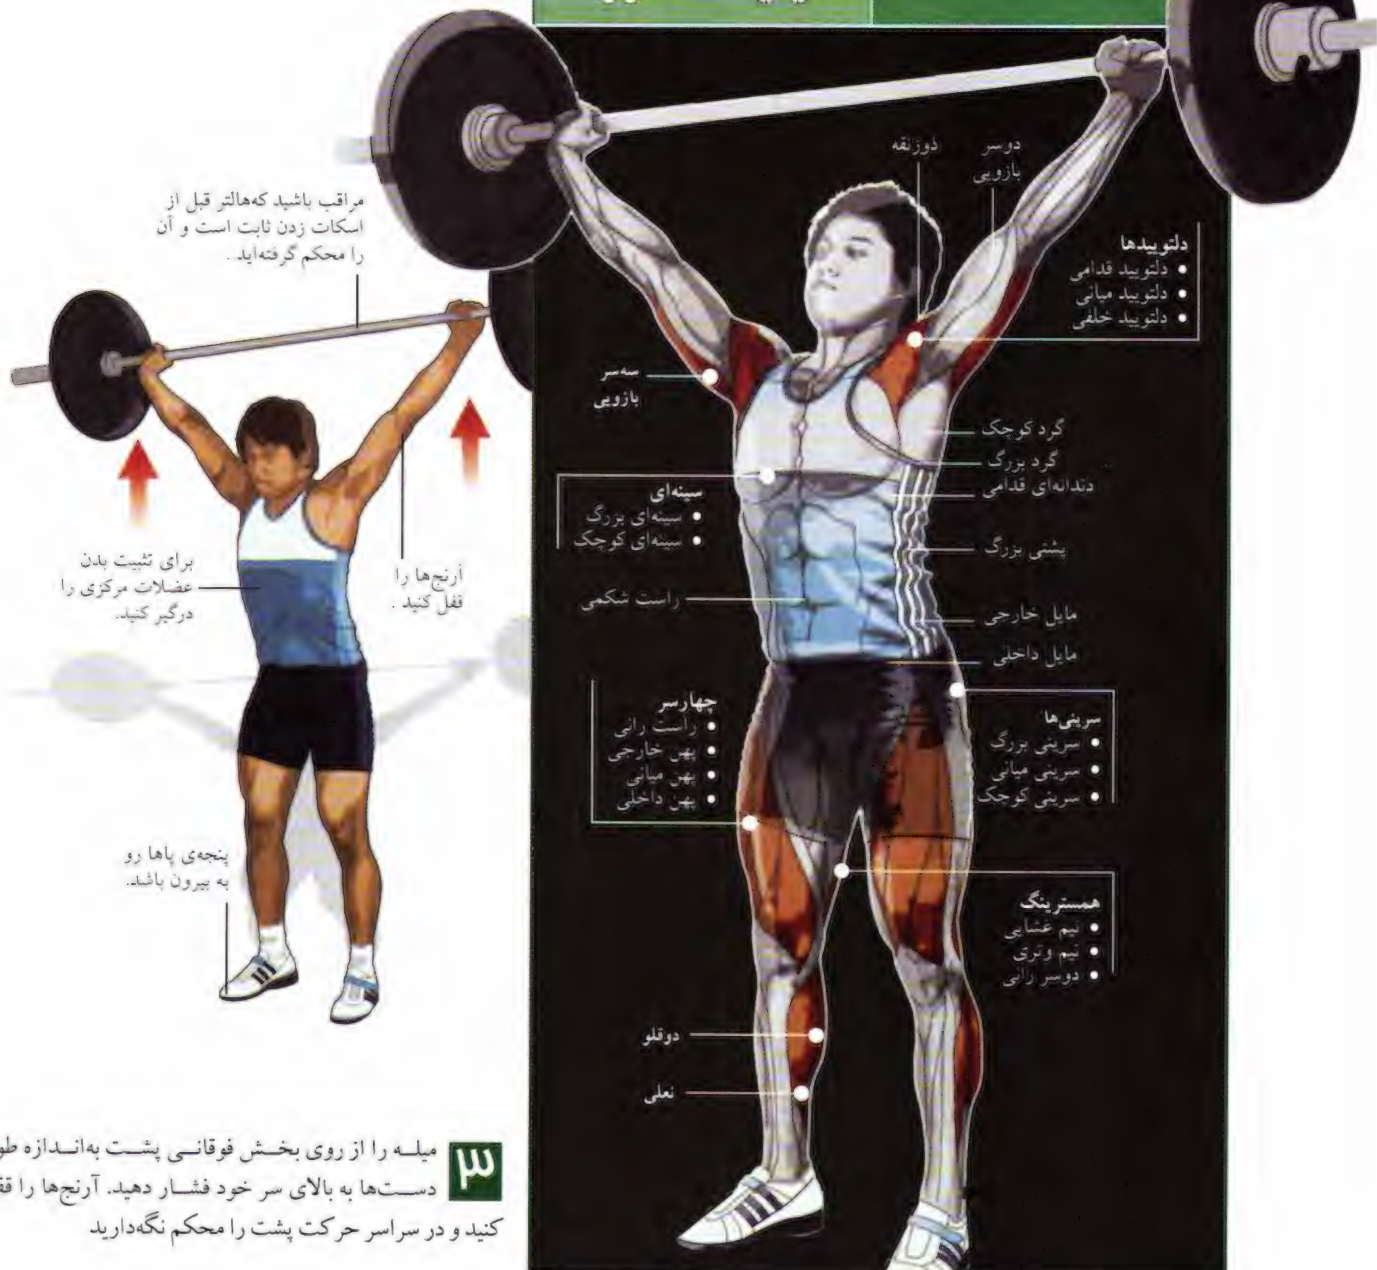 مراقب باشید که‌هالتر قبل از
اسکات زدن ثابت است و آن
را محکم گرفته‌اید .
برای تثبیت بدن
عضلات مرکزی را
درگیر کنید.
آرنج‌ها را
قفل کنید .
پنجه‌ی پاها رو
به بیرون باشد.
ذوزنقه
دوسر
بازویی
دلتوییدها
• دلتویید قدامی
• دلتویید میانی
• دلتویید خلفی
سه‌سر
بازویی
گرد کوچک
گرد بزرگ
دندانه‌ای قدامی
سینه‌ای
• سینه‌ای بزرگ
• سینه‌ای کوچک
پشتی بزرگ
راست شکمی
مایل خارجی
مایل داخلی
چهارسر
• راست رانی
• پهن خارجی
• پهن میانی
• پهن داخلی
سرینی‌ها
• سرینی بزرگ
• سرینی میانی
• سرینی کوچک
همسترینگ
• نیم غشایی
• نیم وتری
• دوسر رانی
دوقلو
نعلی
۳
میله را از روی بخش فوقانی پشت به‌اندازه
دست‌ها به بالای سر خود فشار دهید. آرنج‌ها را
کنید و در سراسر حرکت پشت را محکم نگه‌دارید